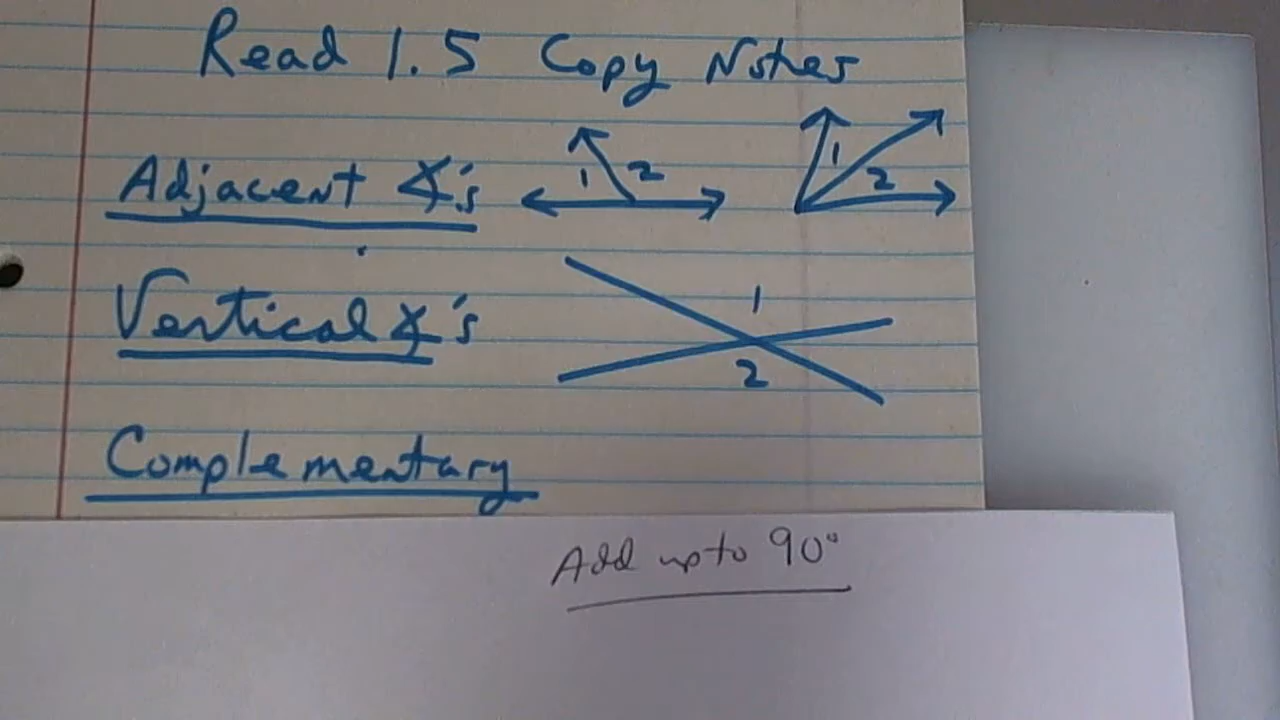 Read 1.5 Copy Notes
Adjacent ∡'s 1 2 1 2
Vertical ∡'s 1 2
Complementary
Add up to 90°